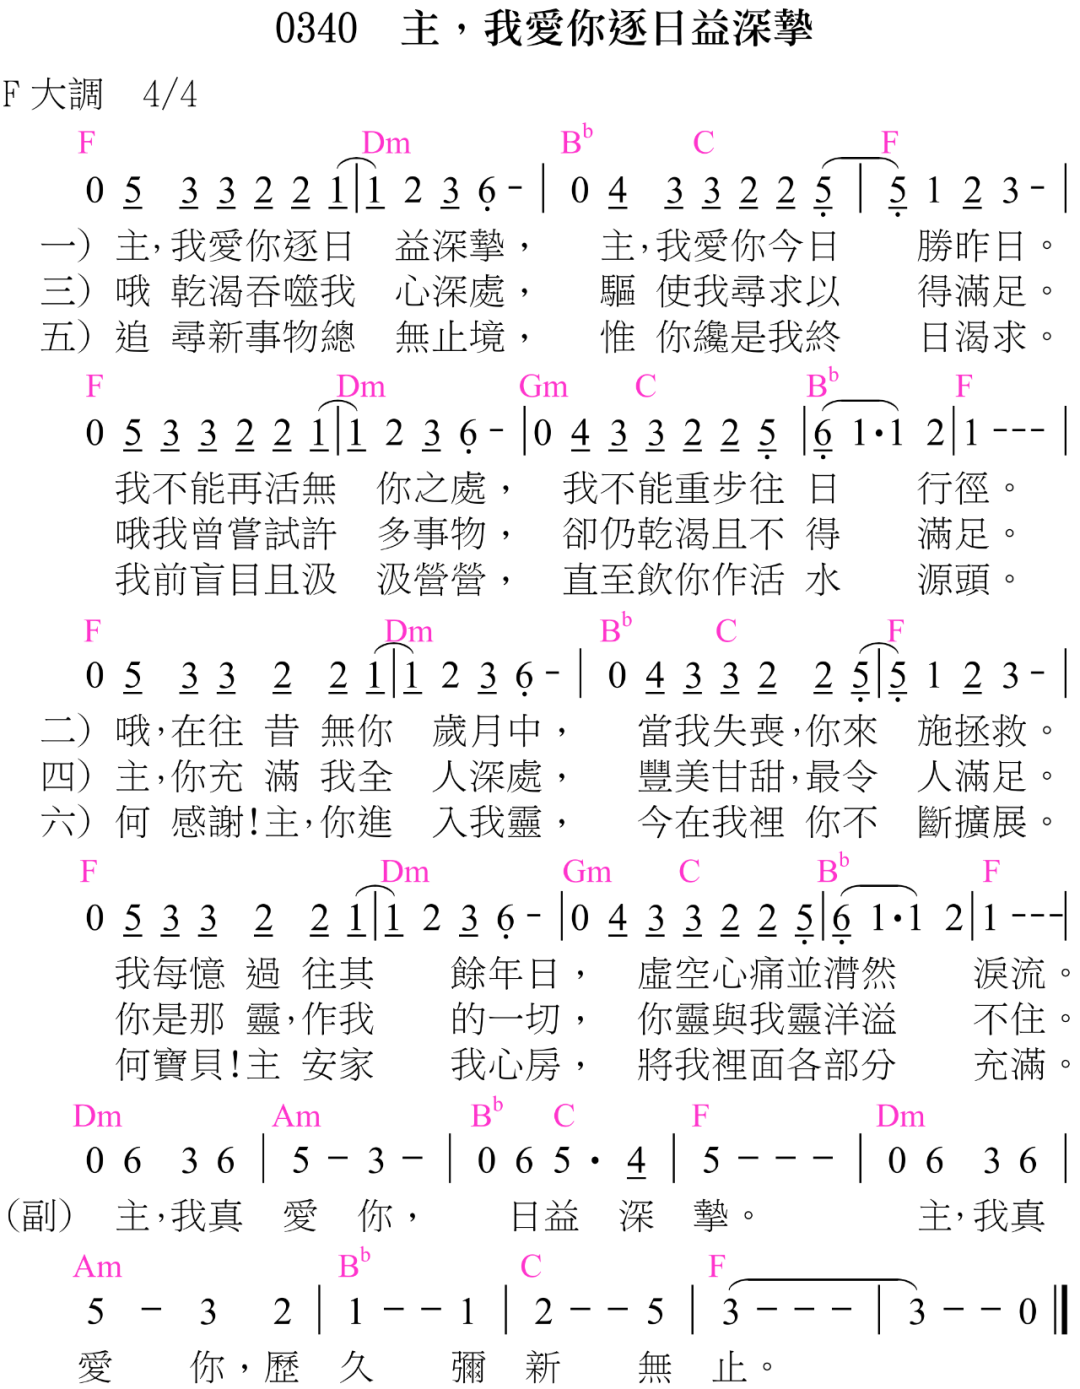 0340 主，我愛你逐日益深摯
F 大調 4/4
F Dm Bb C F
0 5 3 3 2 2 1 | 1 2 3 6 - | 0 4 3 3 2 2 5 | 5 1 2 3 - |
一）主，我愛你逐日 益深摯， 主，我愛你今日 勝昨日。
三）哦 乾渴吞噬我 心深處， 驅 使我尋求以 得滿足。
五）追 尋新事物總 無止境， 惟 你纔是我終 日渴求。
F Dm Gm C Bb F
0 5 3 3 2 2 1 | 1 2 3 6 - | 0 4 3 3 2 2 5 | 6 1 • 1 2 | 1 - - - |
我不能再活無 你之處， 我不能重步往 日 行徑。
哦我曾嘗試許 多事物， 卻仍乾渴且不 得 滿足。
我前盲目且汲 汲營營， 直至飲你作活 水 源頭。
F Dm Bb C F
0 5 3 3 2 2 1 | 1 2 3 6 - | 0 4 3 3 2 2 5 | 5 1 2 3 - |
二）哦，在往 昔 無你 歲月中， 當我失喪，你來 施拯救。
四）主，你充 滿 我全 人深處， 豐美甘甜，最令 人滿足。
六）何 感謝！主，你進 入我靈， 今在我裡 你不 斷擴展。
F Dm Gm C Bb F
0 5 3 3 2 2 1 | 1 2 3 6 - | 0 4 3 3 2 2 5 | 6 1 • 1 2 | 1 - - - |
我每憶 過 往其 餘年日， 虛空心痛並潸然 淚流。
你是那 靈，作我 的一切， 你靈與我靈洋溢 不住。
何寶貝！主 安家 我心房， 將我裡面各部分 充滿。
Dm Am Bb C F Dm
0 6 3 6 | 5 - 3 - | 0 6 5 • 4 | 5 - - - | 0 6 3 6 |
（副） 主，我真 愛 你， 日益 深 摯。 主，我真
Am Bb C F
5 - 3 2 | 1 - - 1 | 2 - - 5 | 3 - - - | 3 - - 0 ‖
愛 你，歷 久 彌 新 無 止。